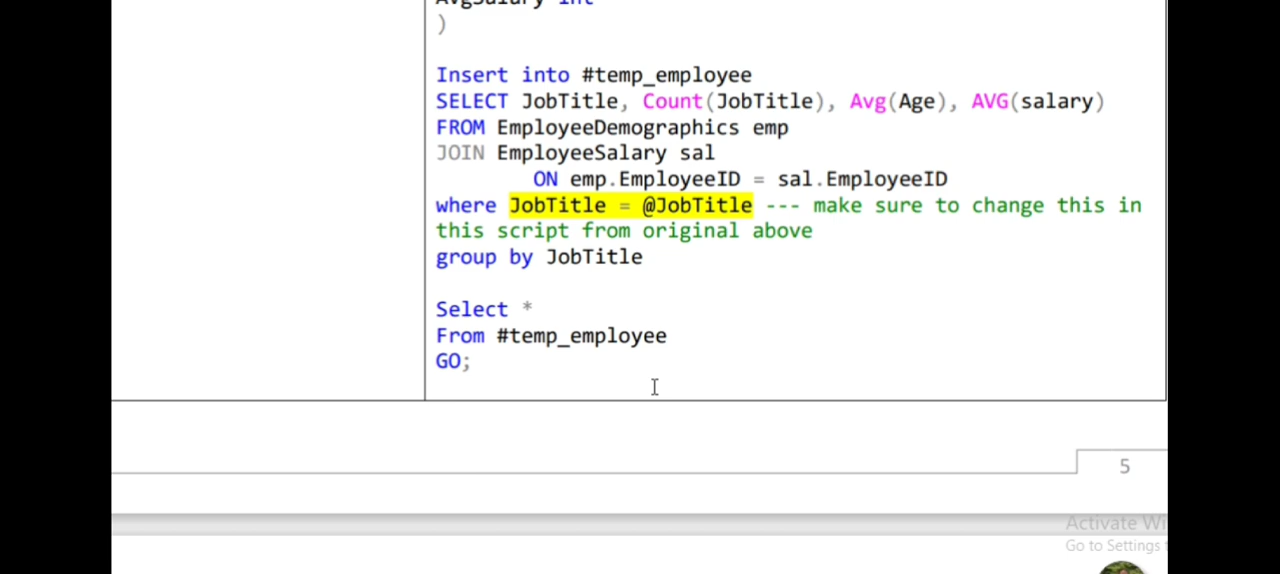 AvgSalary int
)
Insert into #temp_employee
SELECT JobTitle, Count(JobTitle), Avg(Age), AVG(salary)
FROM EmployeeDemographics emp
JOIN EmployeeSalary sal
ON emp.EmployeeID = sal.EmployeeID
where JobTitle = @JobTitle --- make sure to change this in
this script from original above
group by JobTitle
Select *
From #temp_employee
GO;
5
Activate Wi
Go to Settings t